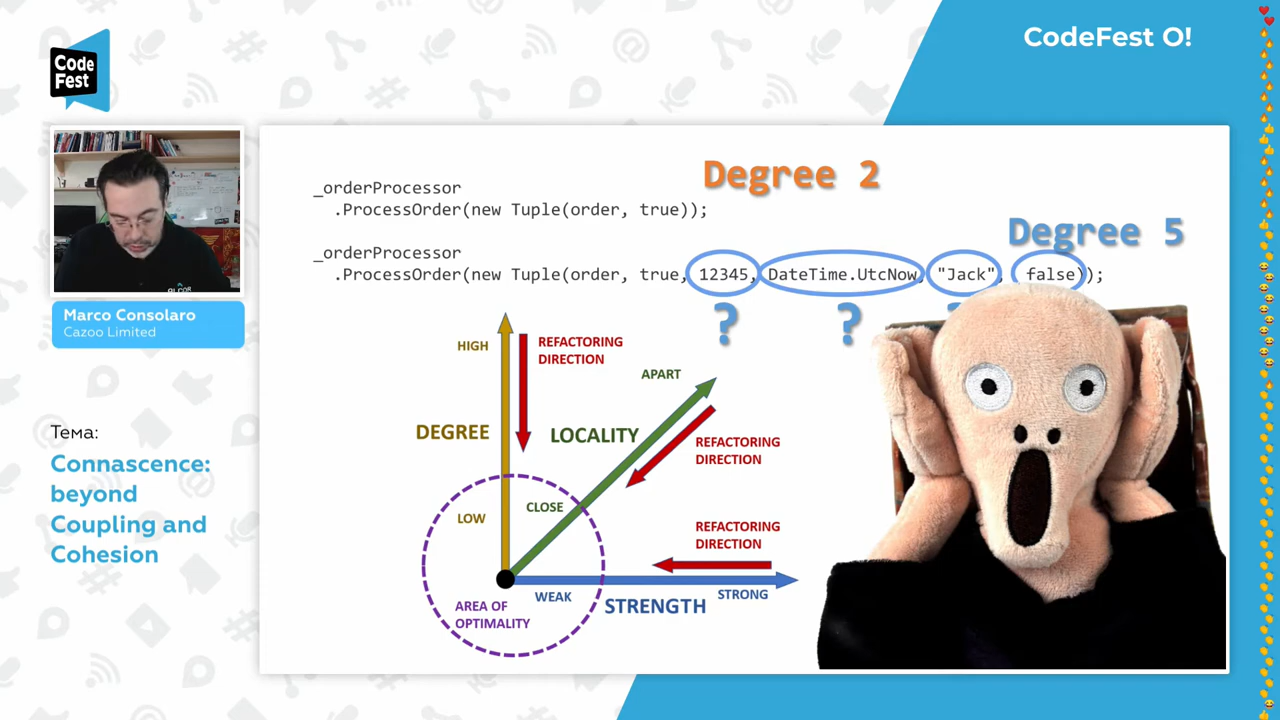 CodeFest O!
Code
Fest
Marco Consolaro
Cazoo Limited
Тема:
Connascence:
beyond
Coupling and
Cohesion
Degree 2
_orderProcessor
.ProcessOrder(new Tuple(order, true));
Degree 5
_orderProcessor
.ProcessOrder(new Tuple(order, true, 12345, DateTime.UtcNow, "Jack", false));
? ? ?
HIGH
REFACTORING
DIRECTION
APART
DEGREE
LOCALITY
REFACTORING
DIRECTION
LOW
CLOSE
REFACTORING
DIRECTION
WEAK
STRONG
STRENGTH
AREA OF
OPTIMALITY